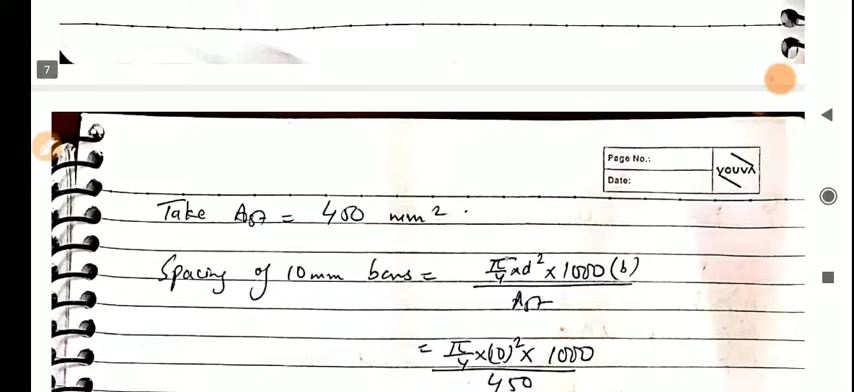 7
Page No.:
Date:
YOUVA
Take Ast = 450 mm².
Spacing of 10mm bars = π/4 × d² × 1000 (b)
Ast
= π/4 × (10)² × 1000
450